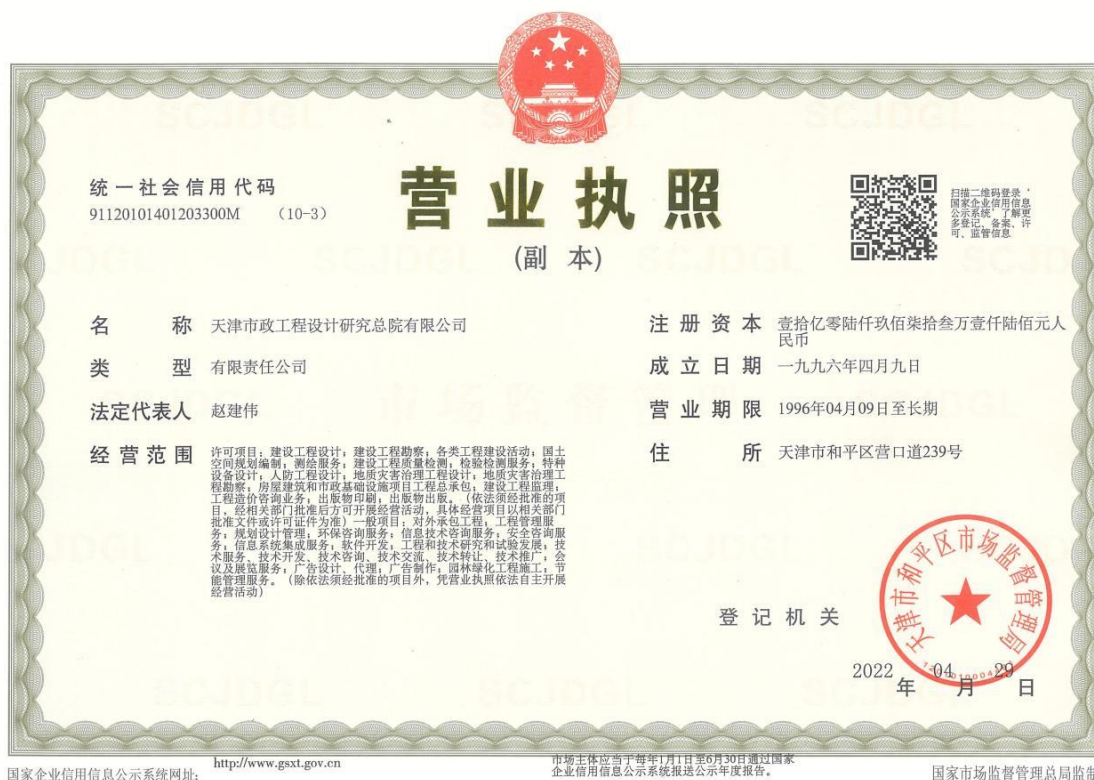 营业执照
(副 本)
统一社会信用代码
91120101401203300M (10-3)
扫描二维码登录‘
国家企业信用信息
公示系统’了解更
多登记、备案、许
可、监管信息
名 称 天津市政工程设计研究总院有限公司
类 型 有限责任公司
法定代表人 赵建伟
经营范围 许可项目：建设工程设计；建设工程勘察；各类工程建设活动；国土
空间规划编制；测绘服务；建设工程质量检测；检验检测服务；特种
设备设计；人防工程设计；地质灾害治理工程设计；地质灾害治理工
程勘察；房屋建筑和市政基础设施项目工程总承包；建设工程监理；
工程造价咨询业务；出版物印刷；出版物出版。（依法须经批准的项
目，经相关部门批准后方可开展经营活动，具体经营项目以相关部门
批准文件或许可证件为准）一般项目：对外承包工程；工程管理服
务；规划设计管理；环保咨询服务；信息技术咨询服务；安全咨询服
务；信息系统集成服务；软件开发；工程和技术研究和试验发展；技
术服务、技术开发、技术咨询、技术交流、技术转让、技术推广；会
议及展览服务；广告设计、代理；广告制作；园林绿化工程施工；节
能管理服务。（除依法须经批准的项目外，凭营业执照依法自主开展
经营活动）
注册资本 壹拾亿零陆仟玖佰柒拾叁万壹仟陆佰元人
民币
成立日期 一九九六年四月九日
营业期限 1996年04月09日至长期
住 所 天津市和平区营口道239号
登记机关
天津市和平区市场监督管理局
2022年04月29日
国家企业信用信息公示系统网址：
http://www.gsxt.gov.cn
市场主体应当于每年1月1日至6月30日通过国家
企业信用信息公示系统报送公示年度报告。
国家市场监督管理总局监制